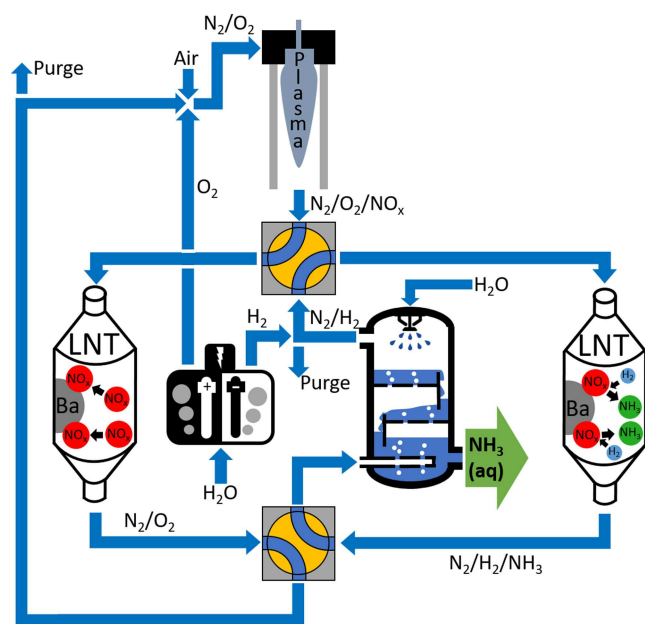 N₂/O₂
Purge
Air
Plasma
O₂
N₂/O₂/NOₓ
H₂O
H₂
N₂/H₂
LNT
LNT
Purge
NOₓ
NOₓ
Ba
NOₓ
NOₓ
+
-
NOₓ
H₂
NH₃
Ba
NOₓ
NH₃
H₂
NH₃
(aq)
H₂O
N₂/O₂
N₂/H₂/NH₃